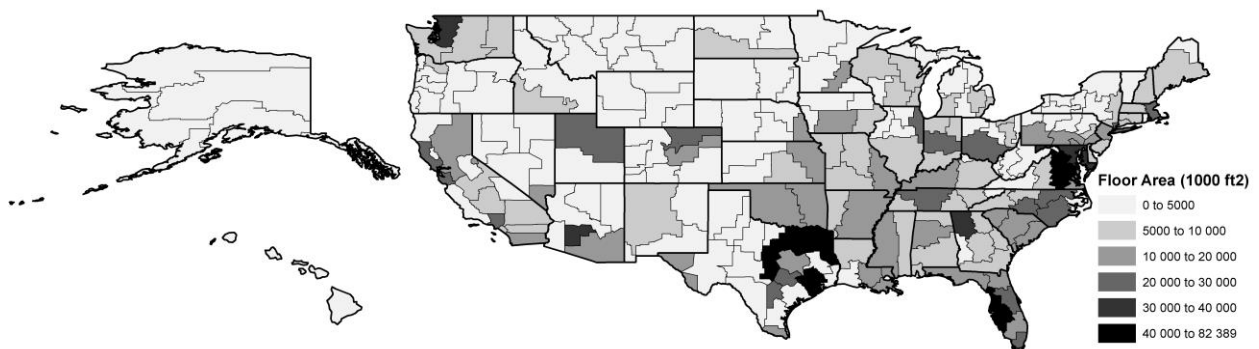 Floor Area (1000 ft2)
0 to 5000
5000 to 10 000
10 000 to 20 000
20 000 to 30 000
30 000 to 40 000
40 000 to 82 389